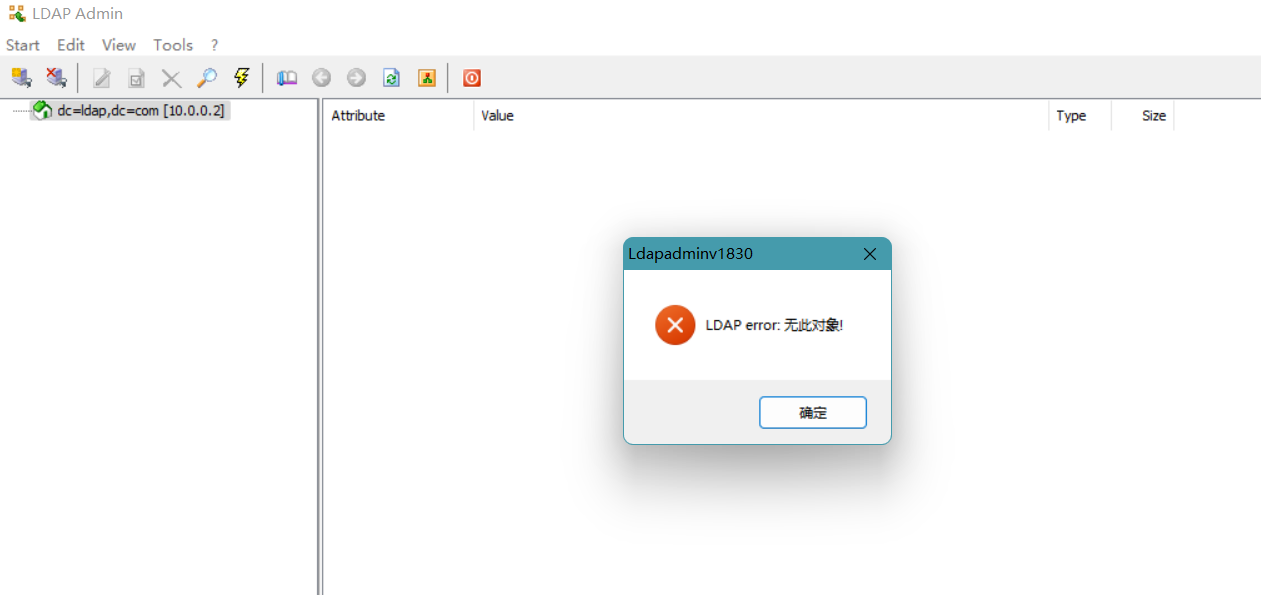 LDAP Admin
Start Edit View Tools ?
dc=ldap,dc=com [10.0.0.2]
Attribute Value Type Size
Ldapadminv1830
LDAP error: 无此对象!
确定